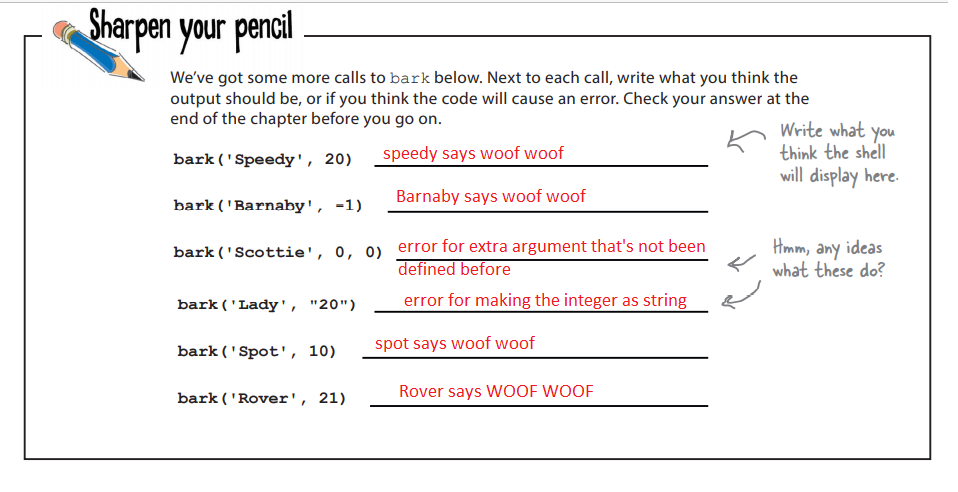 Sharpen your pencil
We've got some more calls to bark below. Next to each call, write what you think the
output should be, or if you think the code will cause an error. Check your answer at the
end of the chapter before you go on.
Write what you
think the shell
will display here.
bark('Speedy', 20) speedy says woof woof
bark('Barnaby', -1) Barnaby says woof woof
bark('Scottie', 0, 0) error for extra argument that's not been
defined before
Hmm, any ideas
what these do?
bark('Lady', "20") error for making the integer as string
bark('Spot', 10) spot says woof woof
bark('Rover', 21) Rover says WOOF WOOF